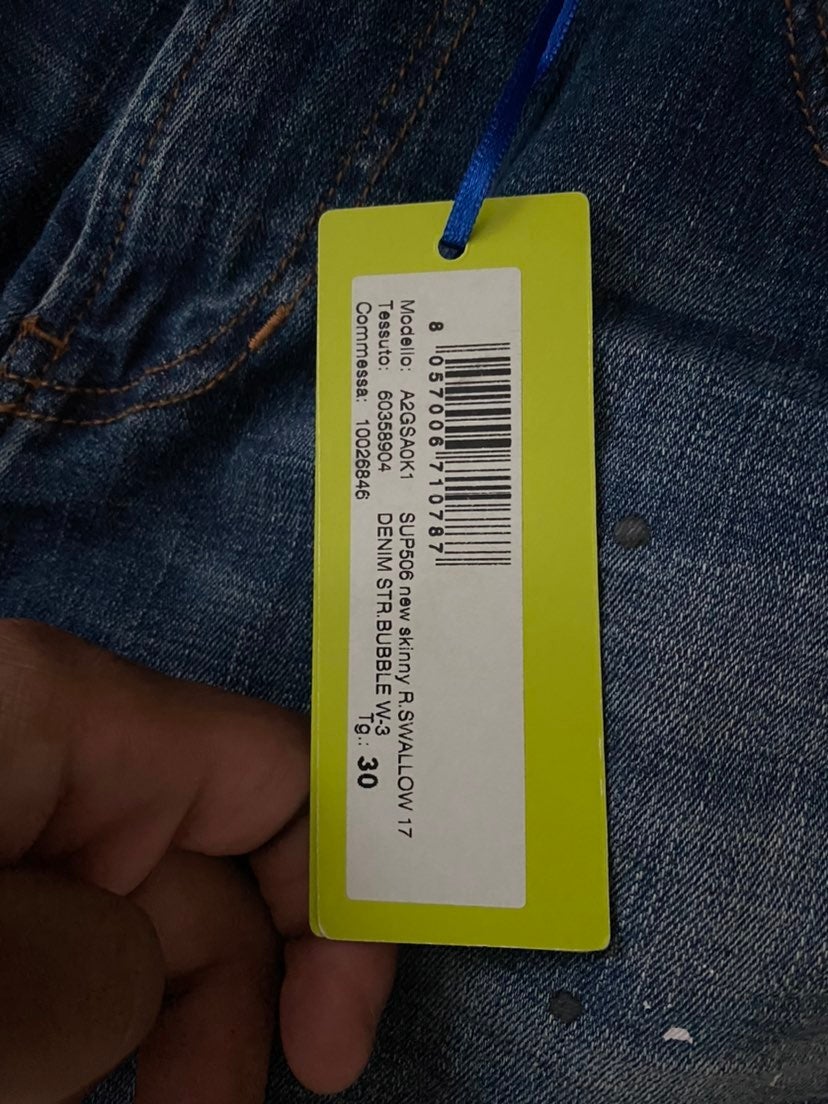 8 057006 710787
Modello: A2GSA0K1 SUP506 new skinny R.SWALLOW 17
Tessuto: 60358904 DENIM STR.BUBBLE W-3
Commessa: 10026846 Tg.: 30